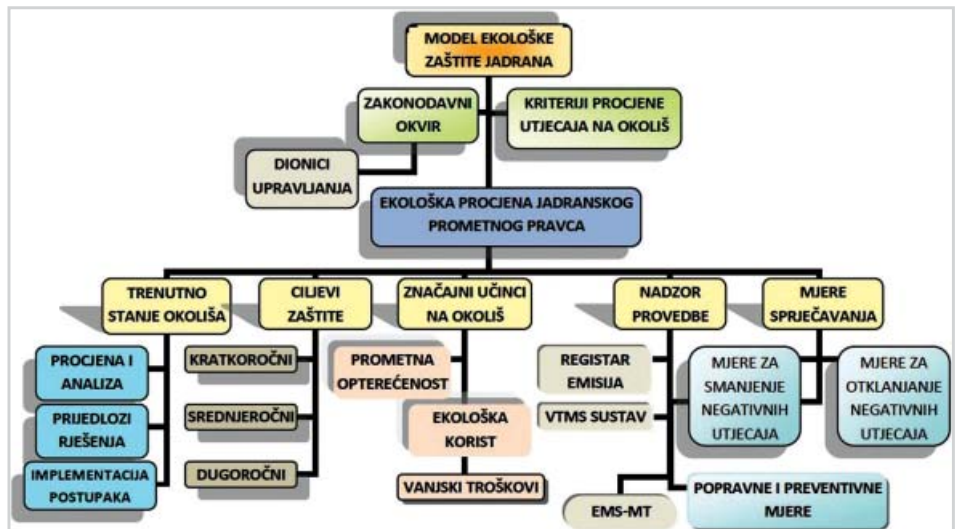 MODEL EKOLOŠKE
ZAŠTITE JADRANA
ZAKONODAVNI
OKVIR
KRITERIJI PROCJENE
UTJECAJA NA OKOLIŠ
DIONICI
UPRAVLJANJA
EKOLOŠKA PROCJENA JADRANSKOG
PROMETNOG PRAVCA
TRENUTNO
STANJE OKOLIŠA
CILJEVI
ZAŠTITE
ZNAČAJNI UČINCI
NA OKOLIŠ
NADZOR
PROVEDBE
MJERE
SPRJEČAVANJA
PROCJENA I
ANALIZA
PRIJEDLOZI
RJEŠENJA
IMPLEMENTACIJA
POSTUPAKA
KRATKOROČNI
SREDNJEROČNI
DUGOROČNI
PROMETNA
OPTEREĆENOST
EKOLOŠKA
KORIST
VANJSKI TROŠKOVI
REGISTAR
EMISIJA
VTMS SUSTAV
EMS-MT
MJERE ZA
SMANJENJE
NEGATIVNIH
UTJECAJA
MJERE ZA
OTKLANJANJE
NEGATIVNIH
UTJECAJA
POPRAVNE I PREVENTIVNE
MJERE